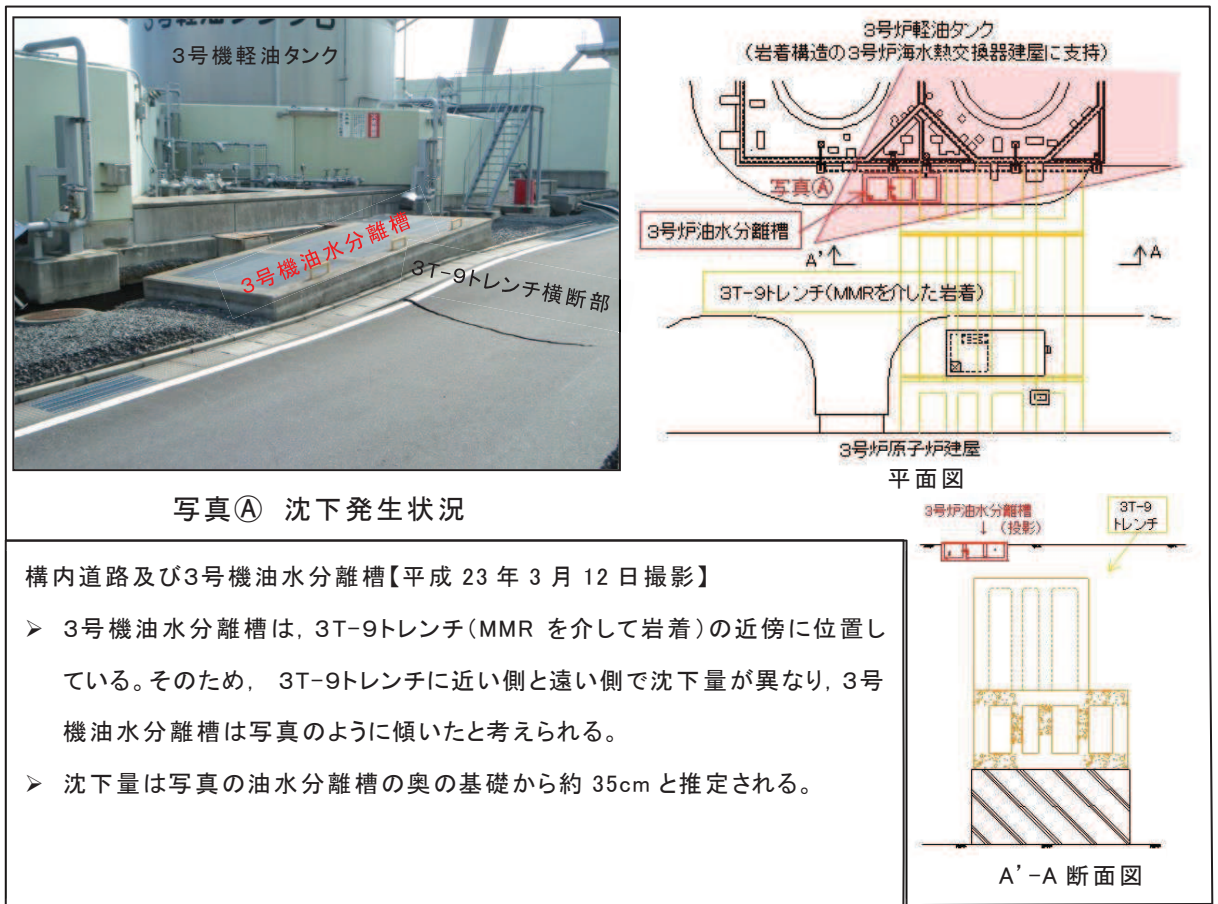 3号機軽油タンク
3号機油水分離槽
3T-9トレンチ横断部
写真Ⓐ 沈下発生状況
3号炉軽油タンク
(岩着構造の3号炉海水熱交換器建屋に支持)
写真Ⓐ
3号炉油水分離槽
A' A
3T-9トレンチ(MMRを介した岩着)
3号炉原子炉建屋
平面図
構内道路及び3号機油水分離槽【平成 23 年 3 月 12 日撮影】
➢ 3号機油水分離槽は, 3T-9トレンチ(MMR を介して岩着)の近傍に位置し
ている。そのため, 3T-9トレンチに近い側と遠い側で沈下量が異なり, 3号
機油水分離槽は写真のように傾いたと考えられる。
➢ 沈下量は写真の油水分離槽の奥の基礎から約 35cm と推定される。
3号炉油水分離槽
↓ (投影)
3T-9
トレンチ
A'-A 断面図